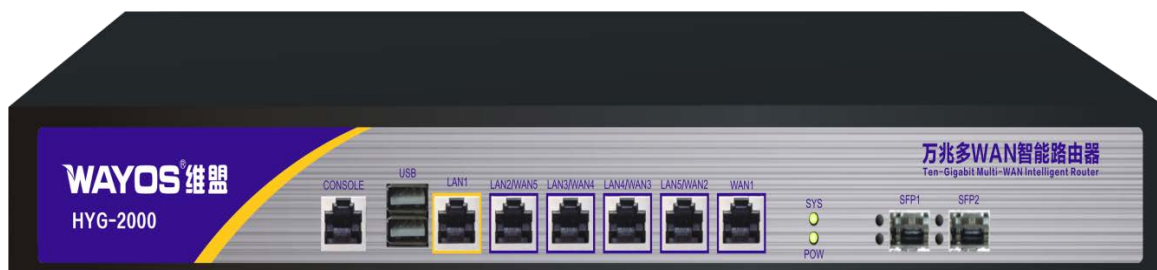 WAYOS®维盟
HYG-2000
万兆多WAN智能路由器
Ten-Gigabit Multi-WAN Intelligent Router
CONSOLE
USB
LAN1
LAN2/WAN5
LAN3/WAN4
LAN4/WAN3
LAN5/WAN2
WAN1
SYS
POW
SFP1
SFP2